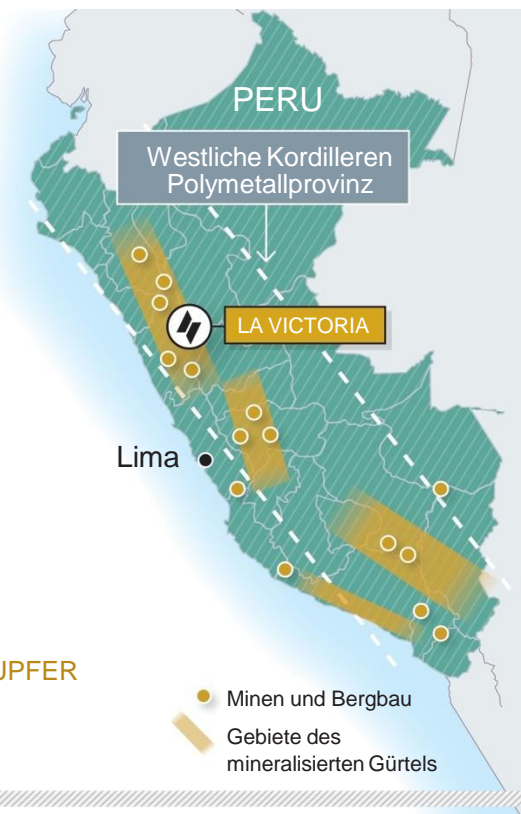 PERU
Westliche Kordilleren
Polymetallprovinz
LA VICTORIA
Lima
UPFER
Minen und Bergbau
Gebiete des
mineralisierten Gürtels